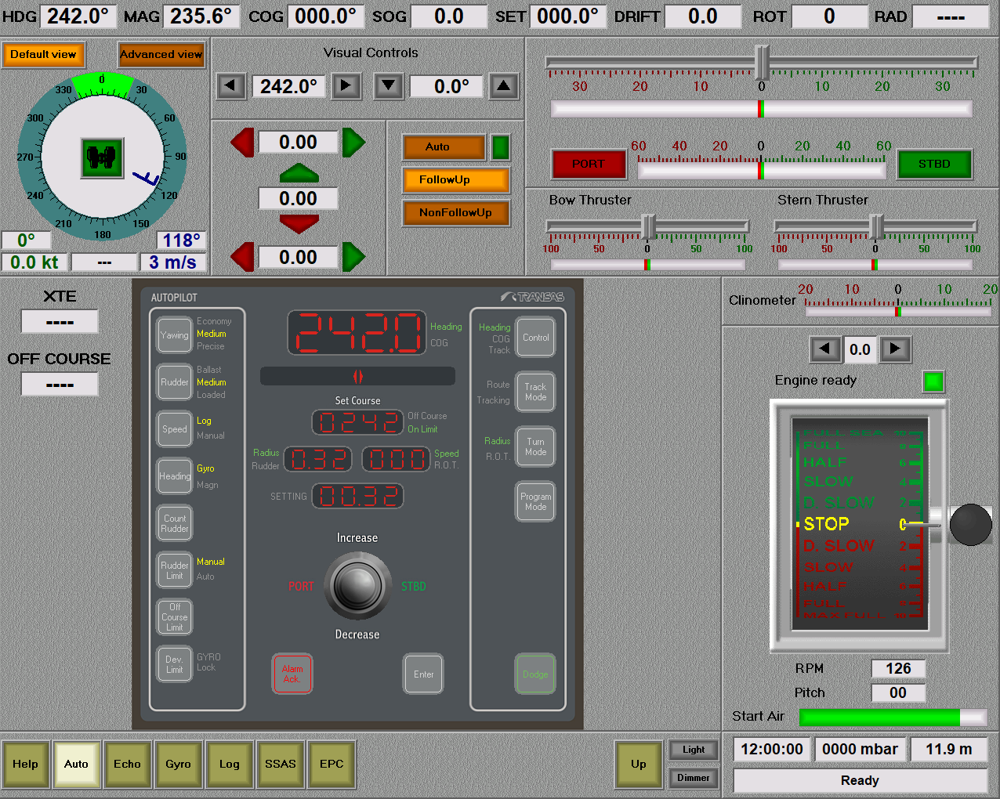 HDG 242.0° MAG 235.6° COG 000.0° SOG 0.0 SET 000.0° DRIFT 0.0 ROT 0 RAD ----
Default view Advanced view
0 30 60 90 120 150 180 210 240 270 300 330
0° 118°
0.0 kt --- 3 m/s
Visual Controls
242.0° 0.0°
0.00
0.00
0.00
Auto
FollowUp
NonFollowUp
30 20 10 0 10 20 30
60 40 20 0 20 40 60
PORT STBD
Bow Thruster Stern Thruster
100 50 0 50 100 100 50 0 50 100
XTE
----
OFF COURSE
----
AUTOPILOT TRANSAS
Yawing Economy
Medium
Precise
Rudder Ballast
Medium
Loaded
Speed Log
Manual
Heading Gyro
Magn
Count
Rudder
Rudder
Limit Manual
Auto
Off
Course
Limit
Dev.
Limit GYRO
Lock
242.0 Heading
COG
Set Course
0242 Off Course
On Limit
Radius
Rudder 0.32 000 Speed
R.O.T.
SETTING 00.32
Increase
PORT STBD
Decrease
Alarm
Ack.
Enter
Heading
COG
Track
Control
Route
Tracking
Track
Mode
Radius
R.O.T.
Turn
Mode
Program
Mode
Dodge
Clinometer 20 10 0 10 20
0.0
Engine ready
FULL SEA 10
FULL 8
HALF 6
SLOW 4
D. SLOW 2
STOP 0
D. SLOW 2
SLOW 4
HALF 6
FULL 8
MAX FULL
RPM 126
Pitch 00
Start Air
Help Auto Echo Gyro Log SSAS EPC Up Light
Dimmer
12:00:00 0000 mbar 11.9 m
Ready